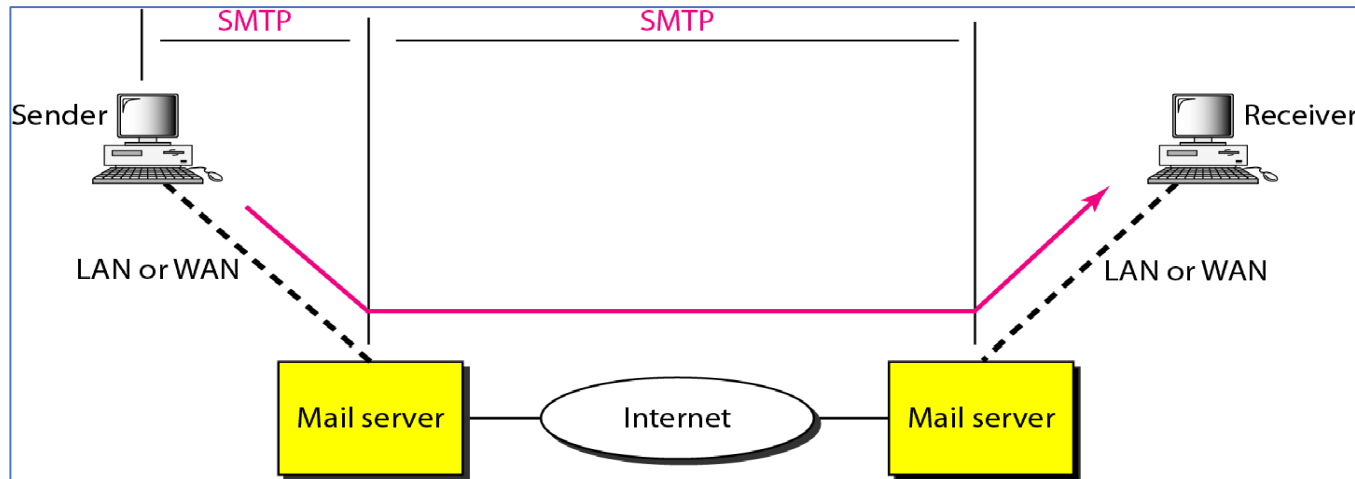 SMTP
SMTP
Sender
Receiver
LAN or WAN
LAN or WAN
Mail server
Internet
Mail server